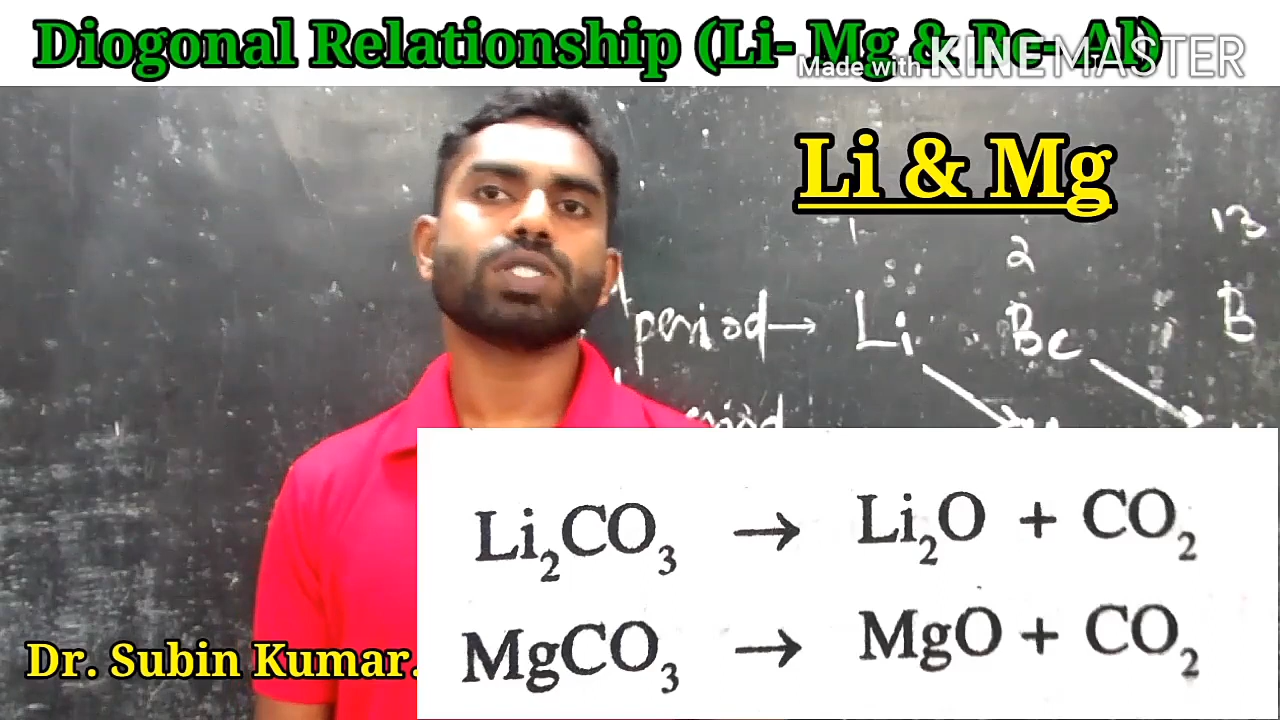 Diogonal Relationship (Li- Mg & Be- Al)
Made with KINEMASTER
Li & Mg
1 2 13
period → Li Be B
Li₂CO₃ → Li₂O + CO₂
MgCO₃ → MgO + CO₂
Dr. Subin Kumar.